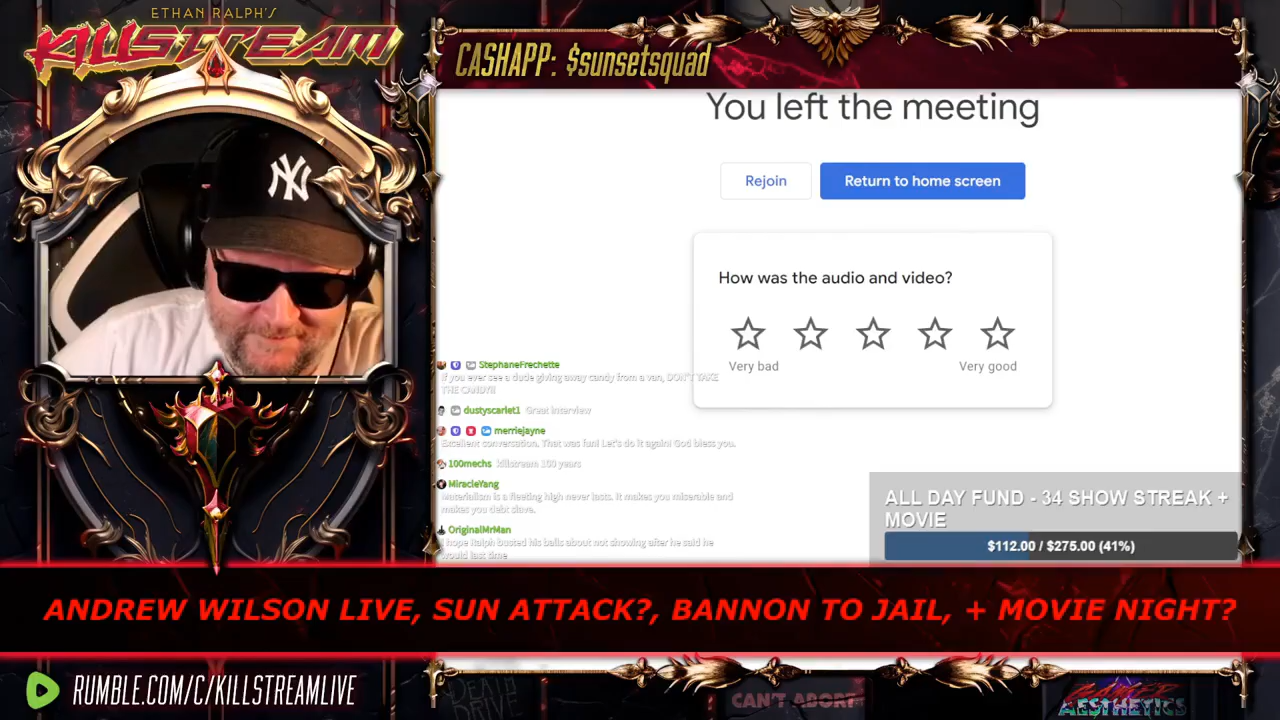 ETHAN RALPH'S
KILLSTREAM
CASHAPP: $sunsetsquad
You left the meeting
Rejoin
Return to home screen
How was the audio and video?
Very bad
Very good
StephaneFrechette
If you ever see a dude giving away candy from a van, DON'T TAKE
THE CANDY!!
dustyscarlet1 Great interview
merriejayne
Excellent conversation. That was fun! Let's do it again! God bless you.
100mechs killstream 100 years
MiracleYang
Materialism is a fleeting high never lasts. It makes you miserable and
makes you debt slave.
OriginalMrMan
I hope Ralph busted his balls about not showing after he said he
would last time
ALL DAY FUND - 34 SHOW STREAK +
MOVIE
$112.00 / $275.00 (41%)
ANDREW WILSON LIVE, SUN ATTACK?, BANNON TO JAIL, + MOVIE NIGHT?
RUMBLE.COM/C/KILLSTREAMLIVE
DEATH
DRIVE
CAN'T ABORT
GAMER
AESTHETICS
NY